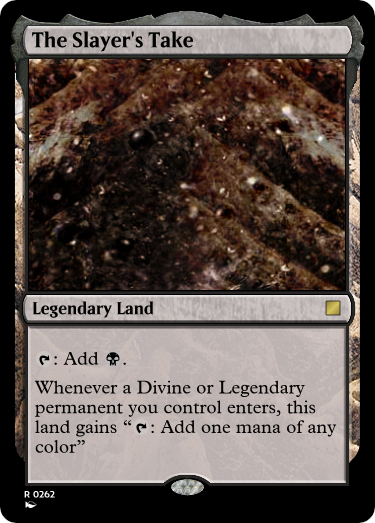 The Slayer's Take
Legendary Land
: Add .
Whenever a Divine or Legendary
permanent you control enters, this
land gains “ : Add one mana of any
color”
R 0262